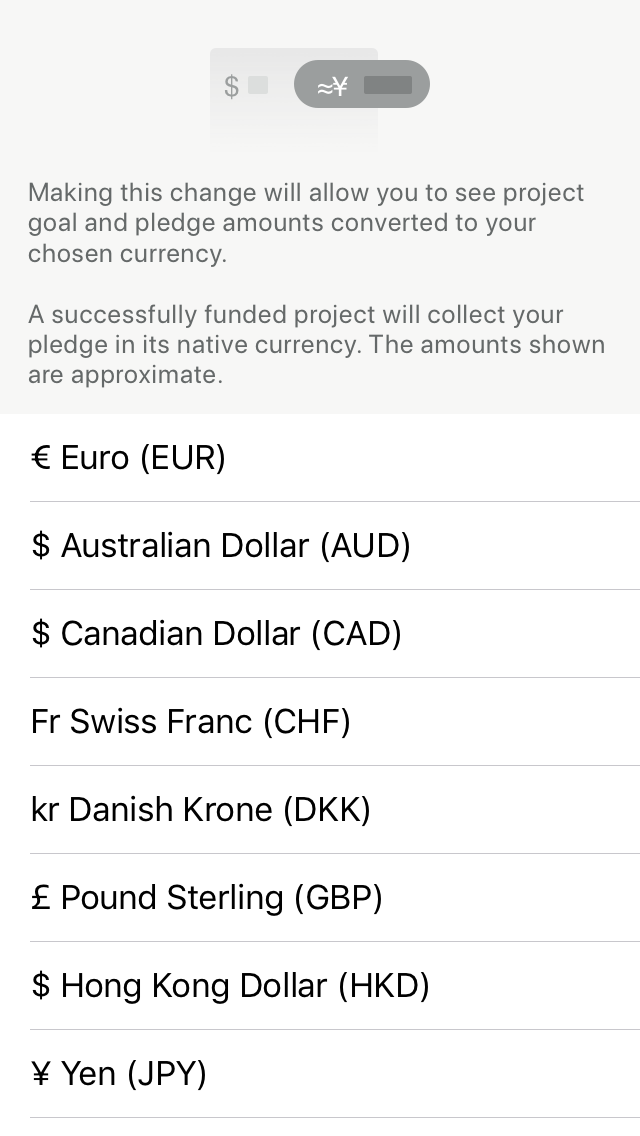 $ ≈¥
Making this change will allow you to see project
goal and pledge amounts converted to your
chosen currency.
A successfully funded project will collect your
pledge in its native currency. The amounts shown
are approximate.
€ Euro (EUR)
$ Australian Dollar (AUD)
$ Canadian Dollar (CAD)
Fr Swiss Franc (CHF)
kr Danish Krone (DKK)
£ Pound Sterling (GBP)
$ Hong Kong Dollar (HKD)
¥ Yen (JPY)